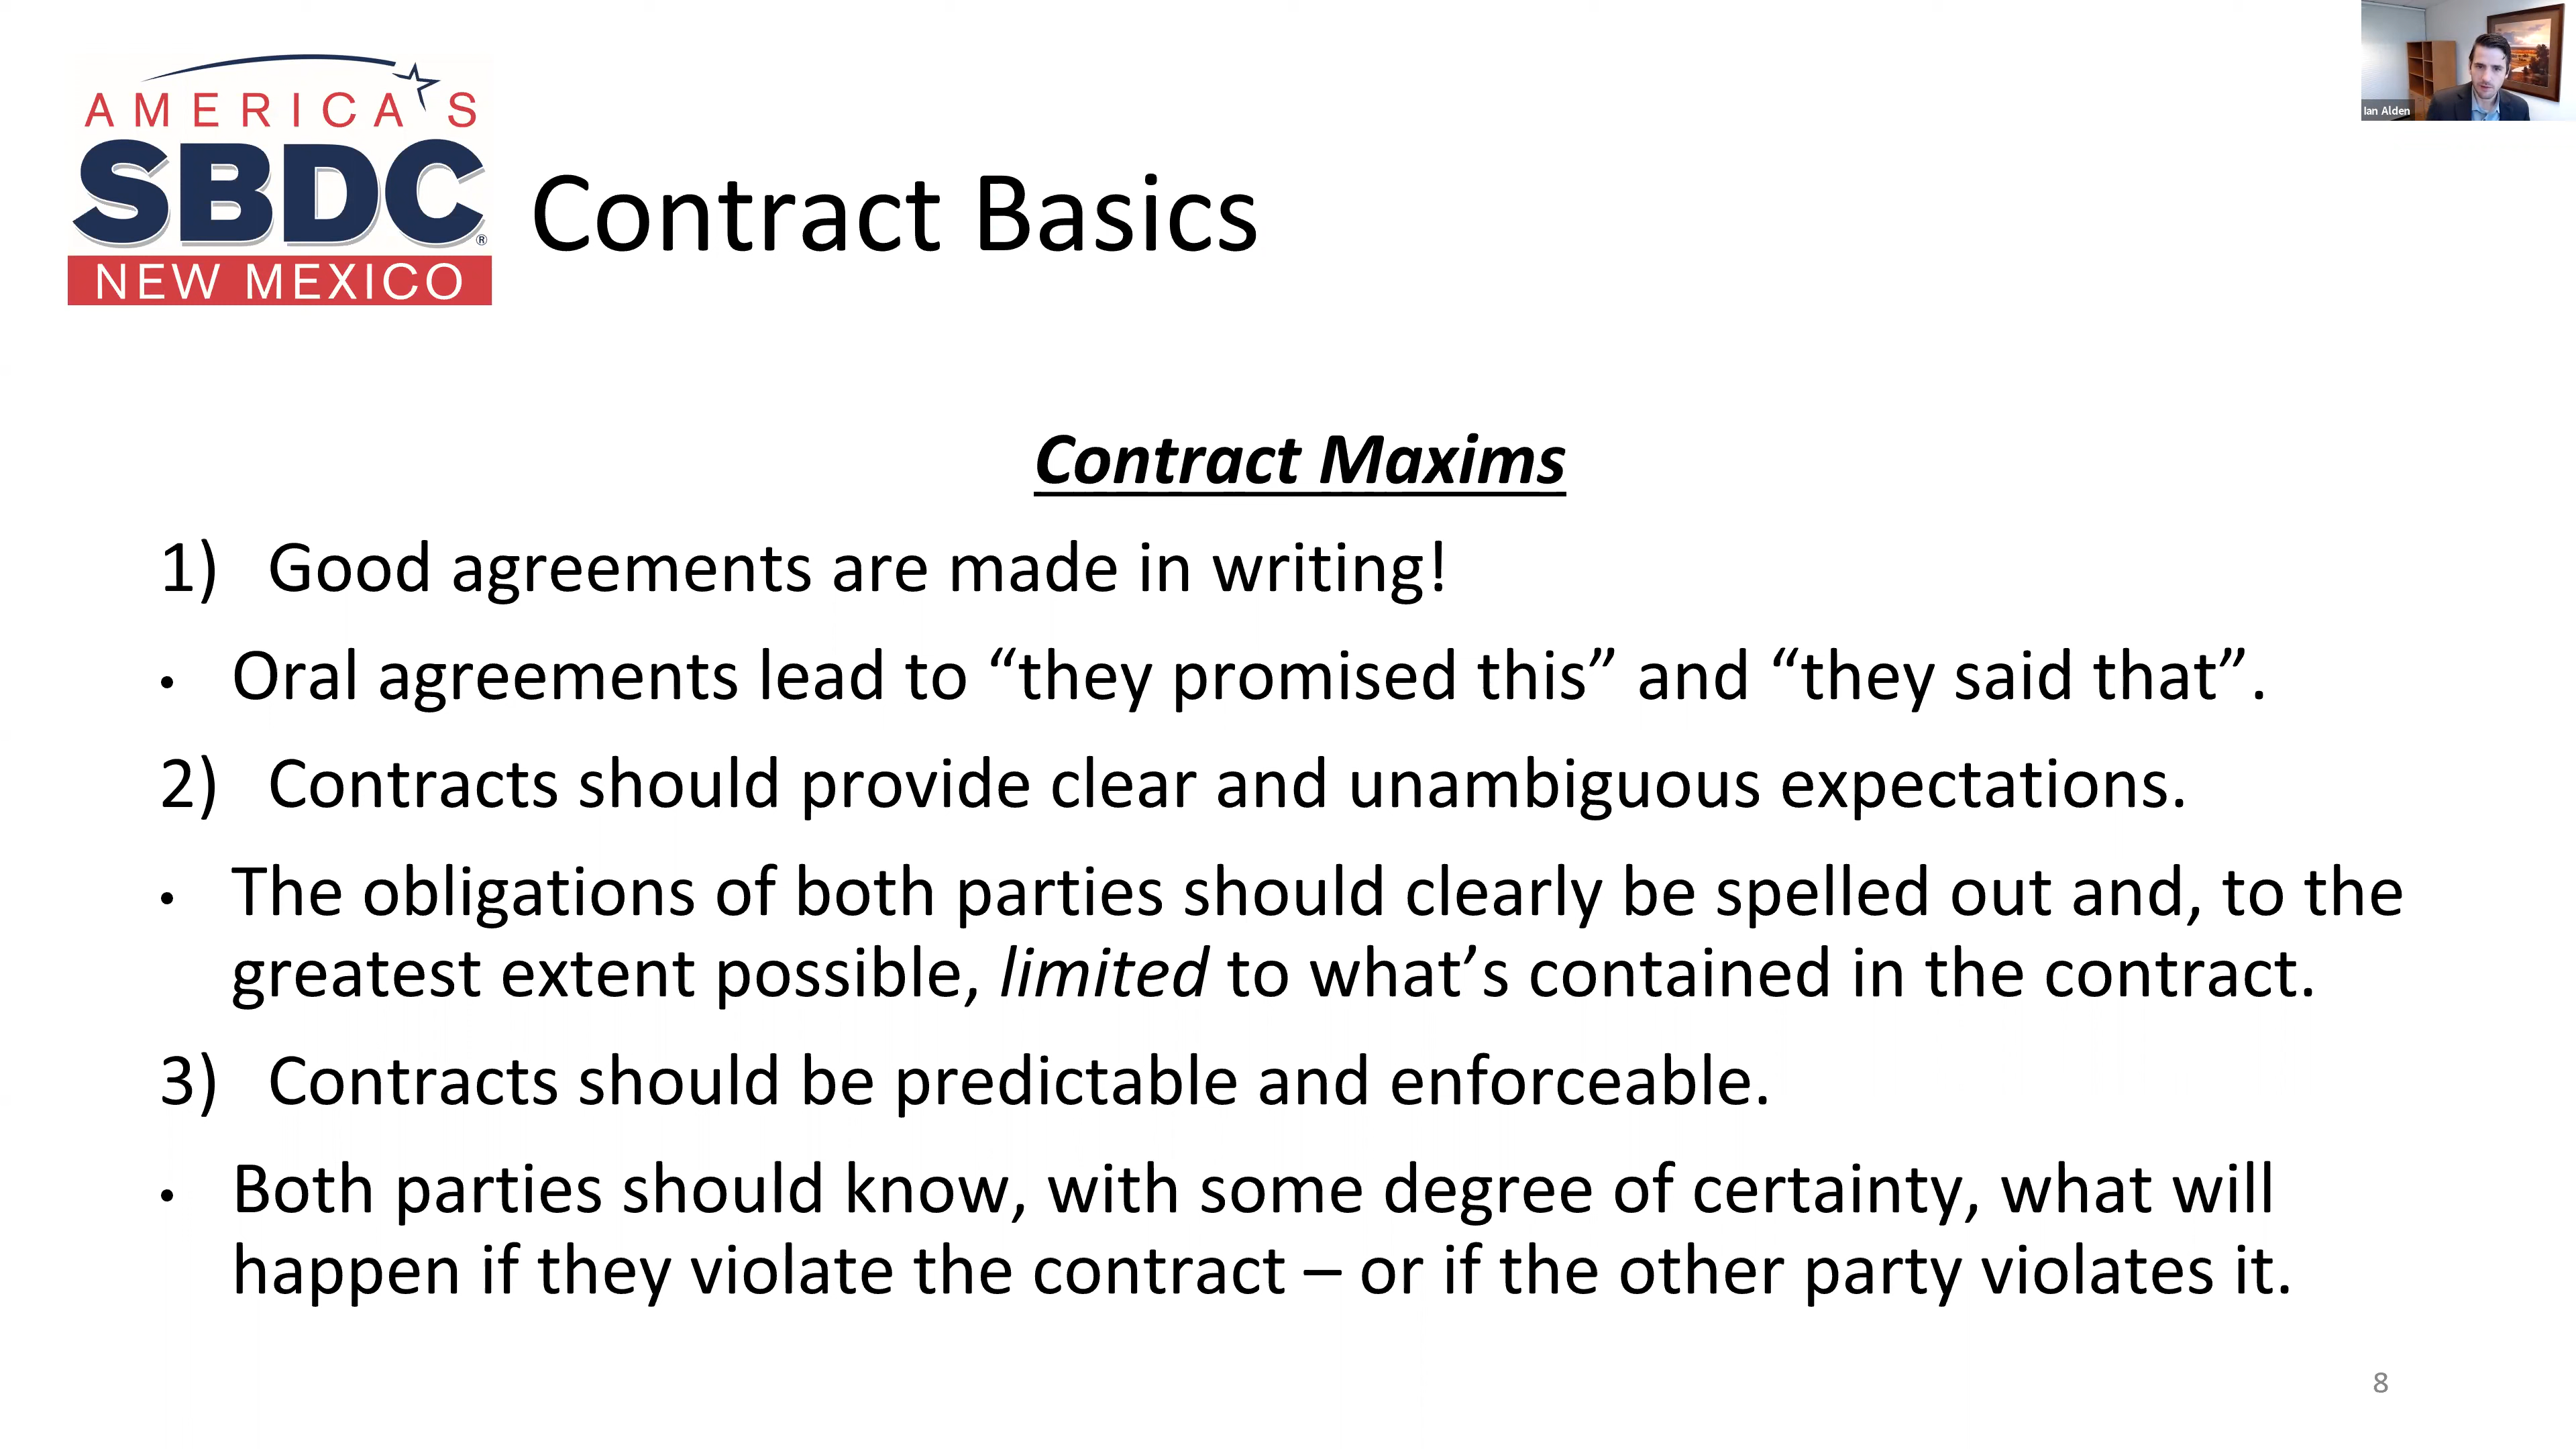 AMERICA'S
SBDC®
NEW MEXICO
Contract Basics
Ian Alden
Contract Maxims
1) Good agreements are made in writing!
• Oral agreements lead to “they promised this” and “they said that”.
2) Contracts should provide clear and unambiguous expectations.
• The obligations of both parties should clearly be spelled out and, to the
greatest extent possible, limited to what’s contained in the contract.
3) Contracts should be predictable and enforceable.
• Both parties should know, with some degree of certainty, what will
happen if they violate the contract – or if the other party violates it.
8